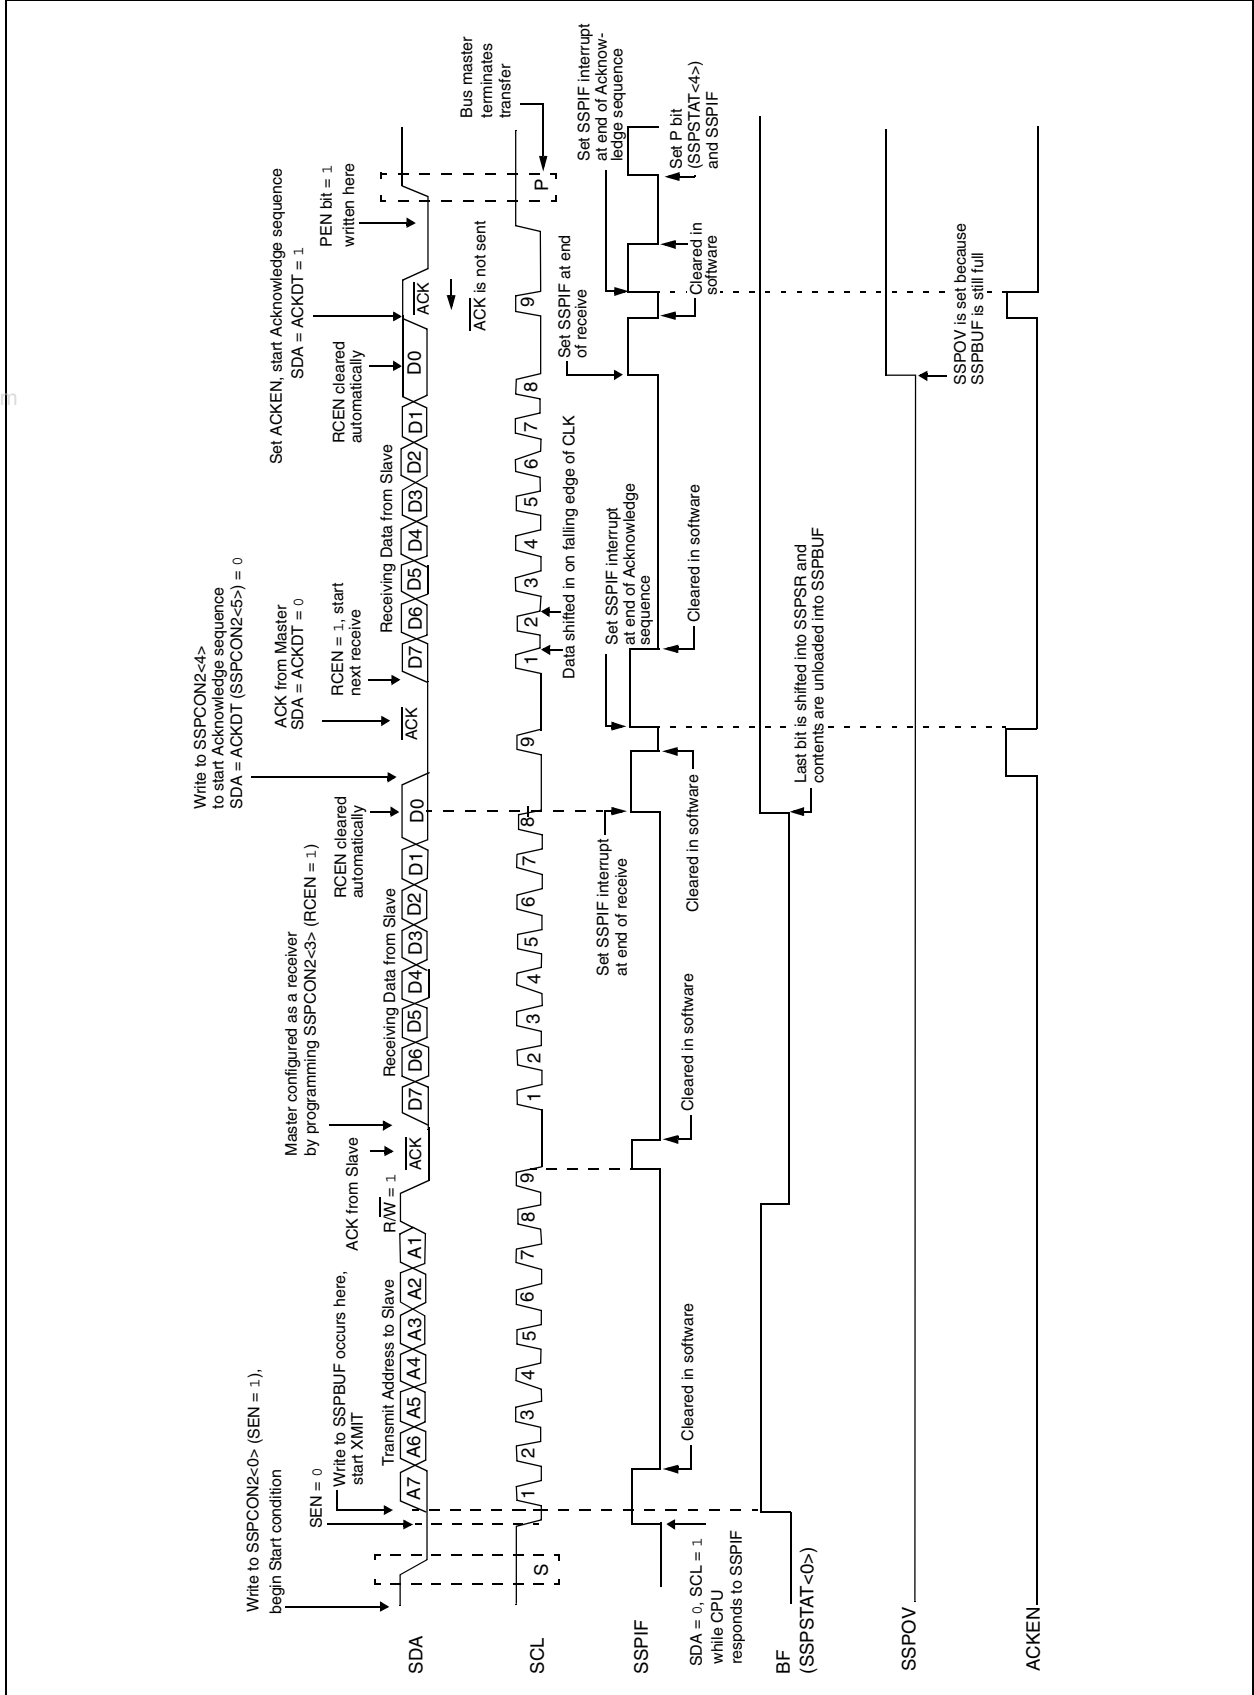 Write to SSPCON2<0> (SEN = 1),
begin Start condition
SEN = 0
Write to SSPBUF occurs here,
start XMIT
Transmit Address to Slave
R/W = 1
ACK from Slave
Master configured as a receiver
by programming SSPCON2<3> (RCEN = 1)
Receiving Data from Slave
RCEN cleared
automatically
Write to SSPCON2<4>
to start Acknowledge sequence
SDA = ACKDT (SSPCON2<5>) = 0
ACK from Master
SDA = ACKDT = 0
RCEN = 1, start
next receive
Receiving Data from Slave
RCEN cleared
automatically
Set ACKEN, start Acknowledge sequence
SDA = ACKDT = 1
PEN bit = 1
written here
SDA
A7 A6 A5 A4 A3 A2 A1
ACK
D7 D6 D5 D4 D3 D2 D1 D0
ACK
D7 D6 D5 D4 D3 D2 D1 D0
ACK
ACK is not sent
Bus master
terminates
transfer
SCL
S
1 2 3 4 5 6 7 8 9
1 2 3 4 5 6 7 8 9
1 2 3 4 5 6 7 8 9
P
Data shifted in on falling edge of CLK
Set SSPIF interrupt
at end of receive
Set SSPIF interrupt
at end of Acknowledge
sequence
Set SSPIF at end
of receive
Set SSPIF interrupt
at end of Acknow-
ledge sequence
SSPIF
SDA = 0, SCL = 1
while CPU
responds to SSPIF
Cleared in software
Cleared in software
Cleared in software
Cleared in software
Cleared in
software
Set P bit
(SSPSTAT<4>)
and SSPIF
BF
(SSPSTAT<0>)
Last bit is shifted into SSPSR and
contents are unloaded into SSPBUF
SSPOV
SSPOV is set because
SSPBUF is still full
ACKEN
m